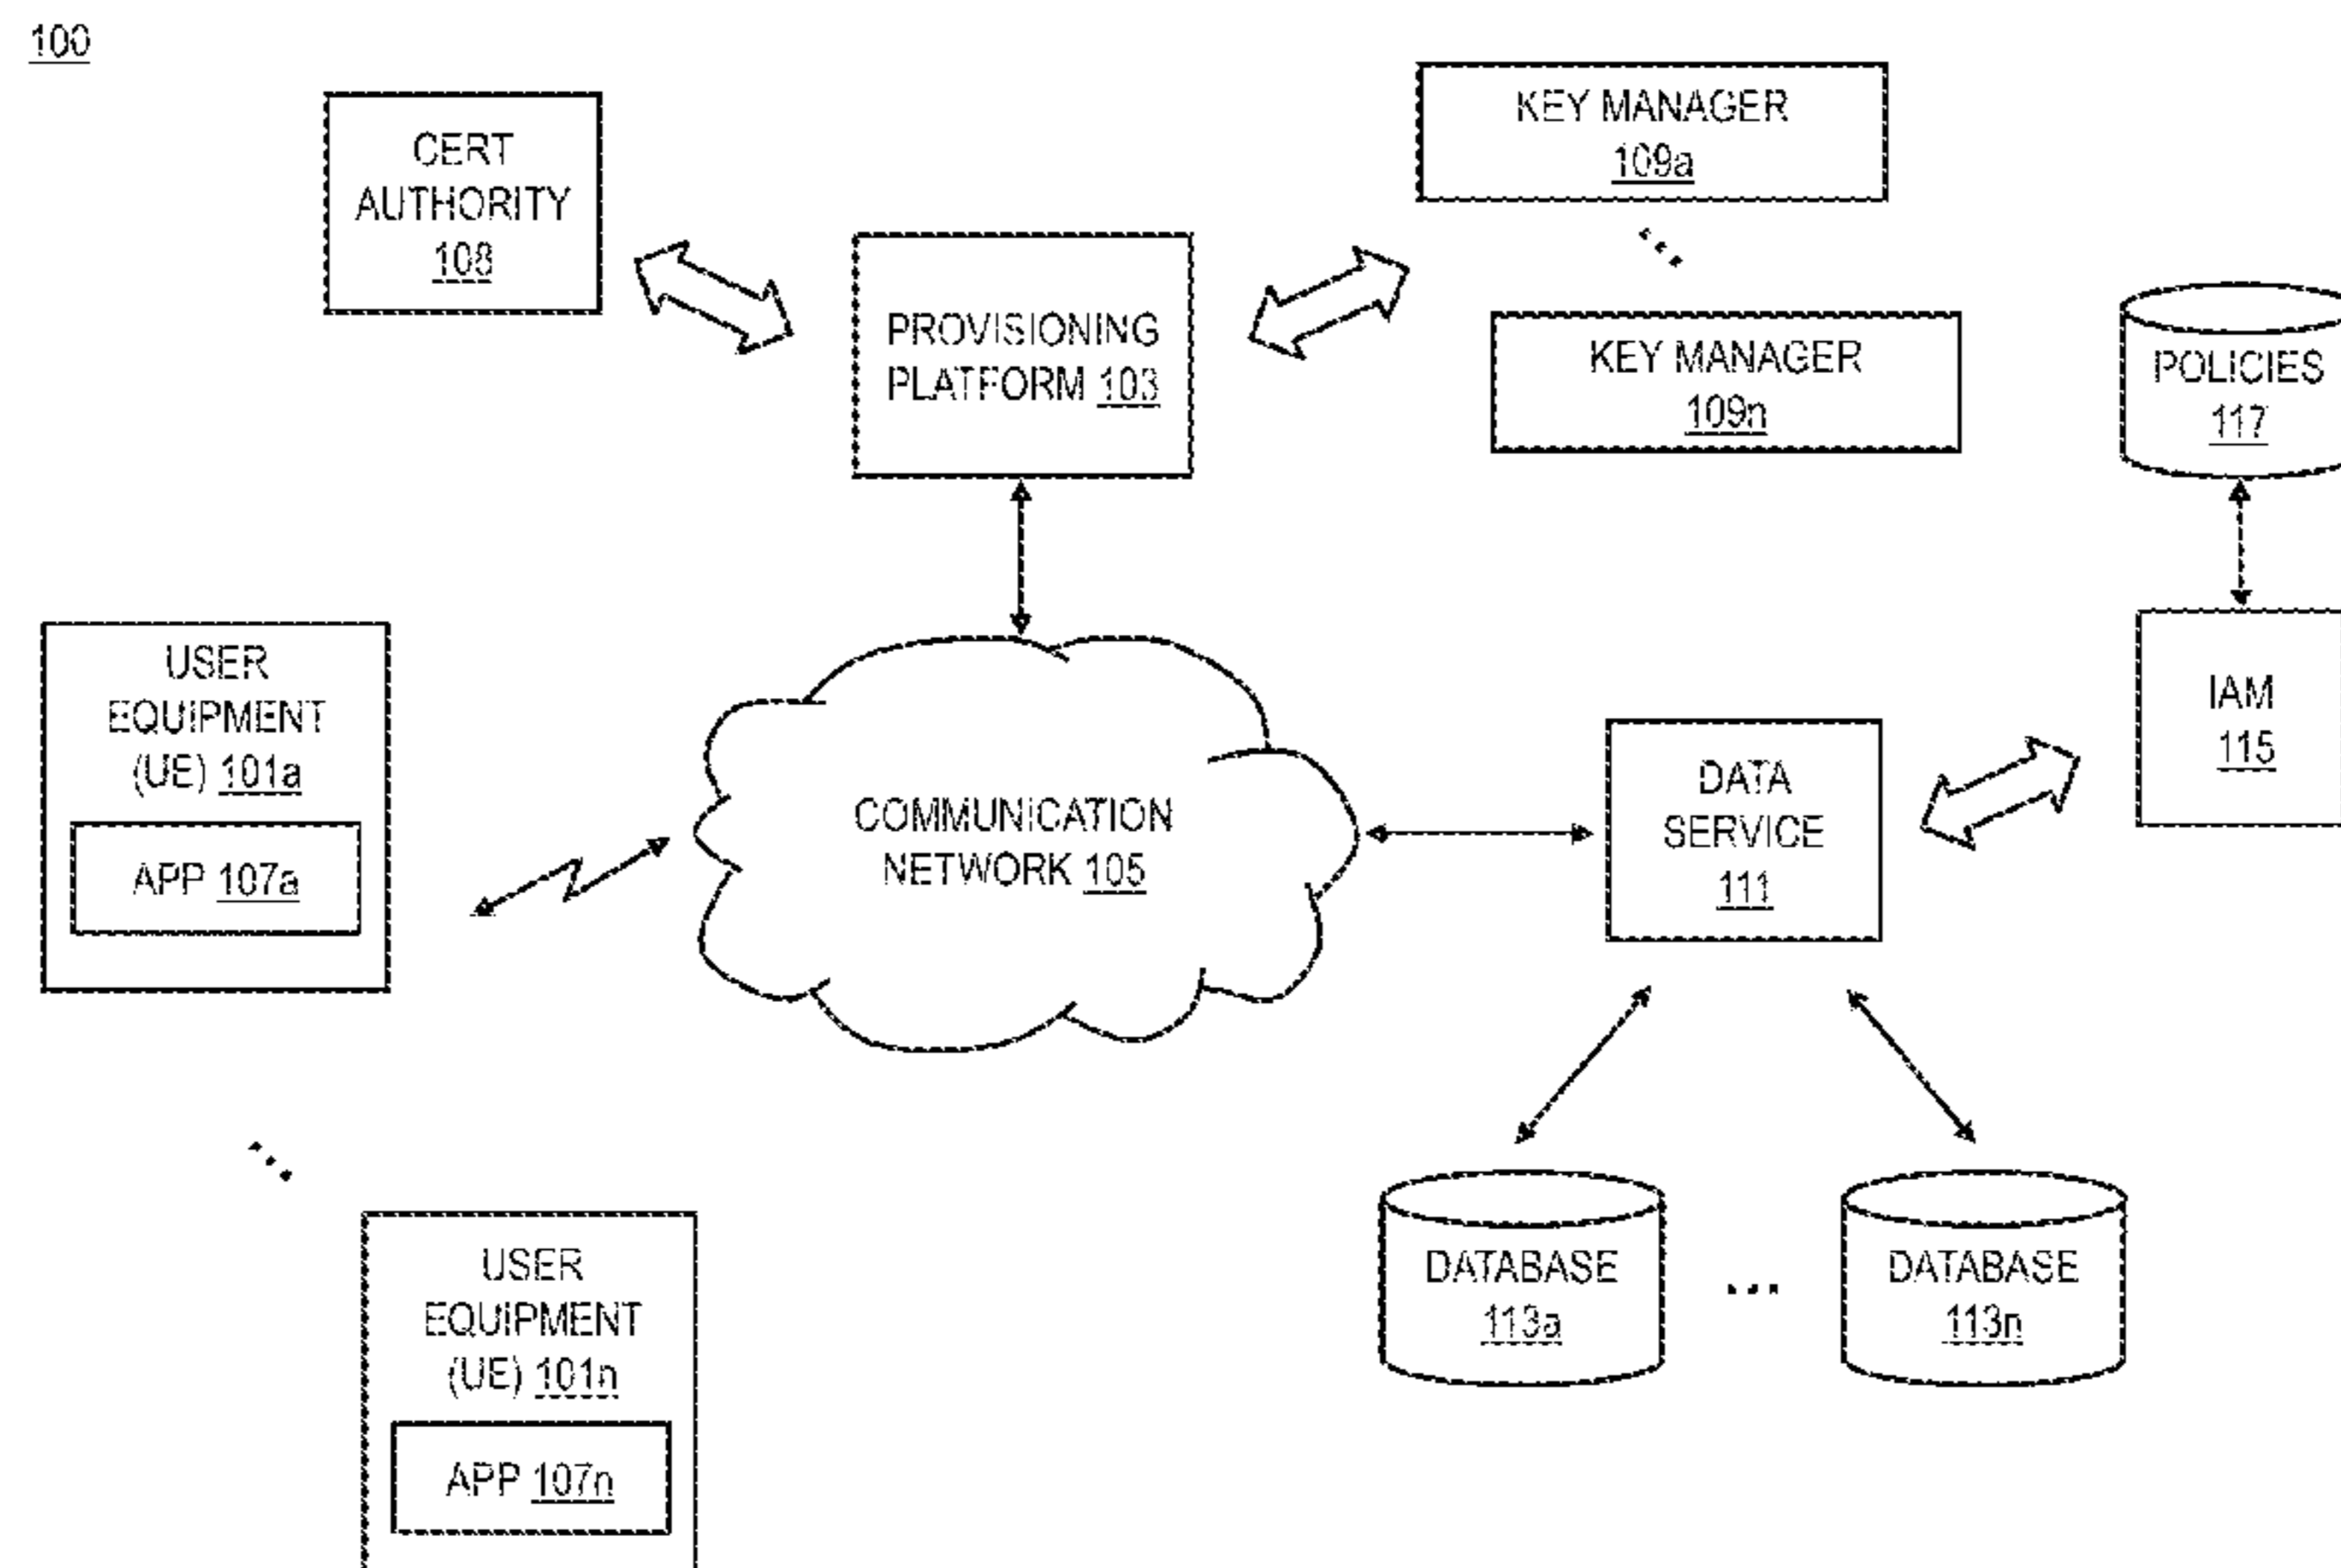 100
CERT
AUTHORITY
108
PROVISIONING
PLATFORM 103
KEY MANAGER
109a
...
KEY MANAGER
109n
POLICIES
117
USER
EQUIPMENT
(UE) 101a
APP 107a
COMMUNICATION
NETWORK 105
DATA
SERVICE
111
IAM
115
...
USER
EQUIPMENT
(UE) 101n
APP 107n
DATABASE
113a
...
DATABASE
113n